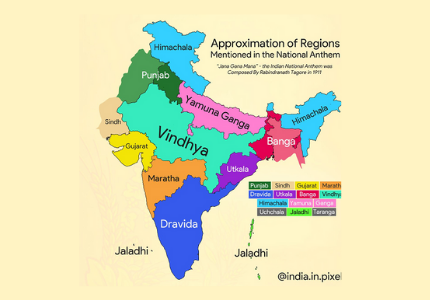 Approximation of Regions
Mentioned in the National Anthem
"Jana Gana Mana" - the Indian National Anthem was
Composed By Rabindranath Tagore in 1911
Himachala
Punjab
Yamuna Ganga
Himachala
Sindh
Vindhya
Banga
Gujarat
Utkala
Maratha
Dravida
Jaladhi
Jaladhi
Punjab Sindh Gujarat Marath
Dravida Utkala Banga Vindhy
Himachala Yamuna Ganga
Uchchala Jaladhi Taranga
@india.in.pixel